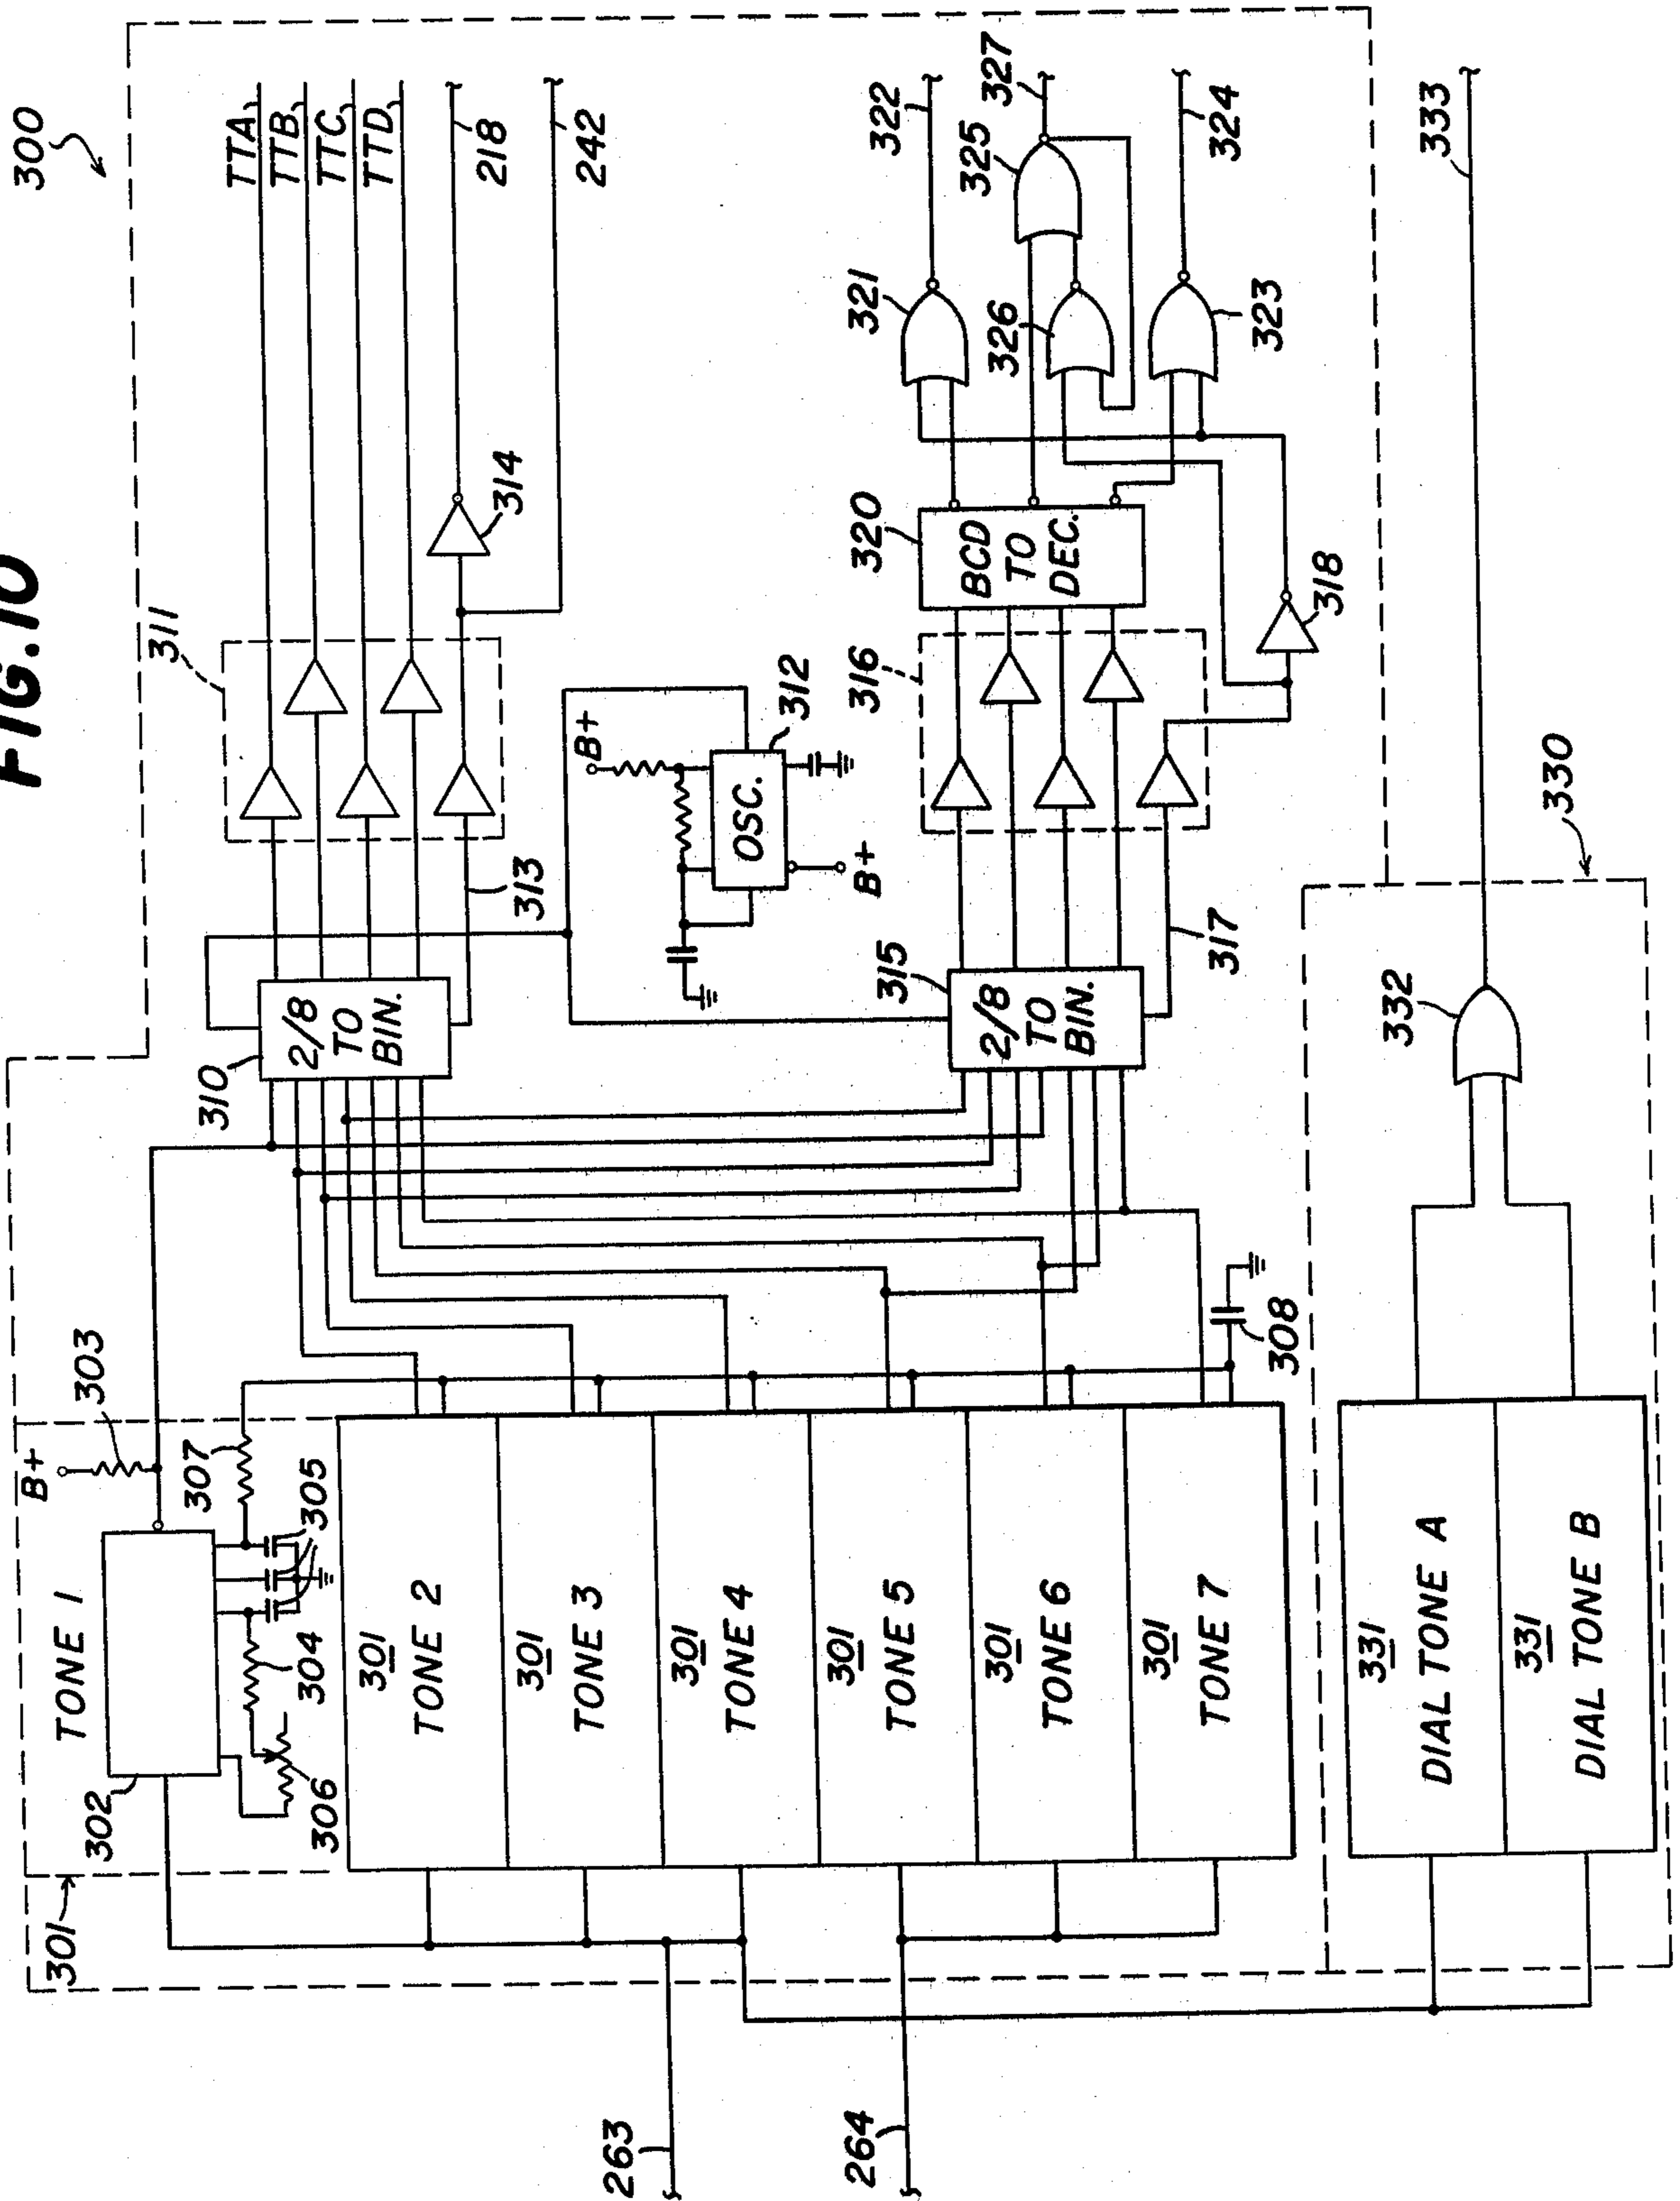 FIG. 10
300
TTA
TTB
TTC
TTD
218
242
311
314
313
310
2/8
TO
BIN.
B+
303
TONE 1
302
301
307
305
304
306
B+
312
OSC.
B+
322
321
327
325
326
324
323
320
BCD
TO
DEC.
316
318
315
2/8
TO
BIN.
317
308
301
TONE 2
301
TONE 3
301
TONE 4
301
TONE 5
301
TONE 6
301
TONE 7
263
264
333
330
332
331
DIAL TONE A
331
DIAL TONE B